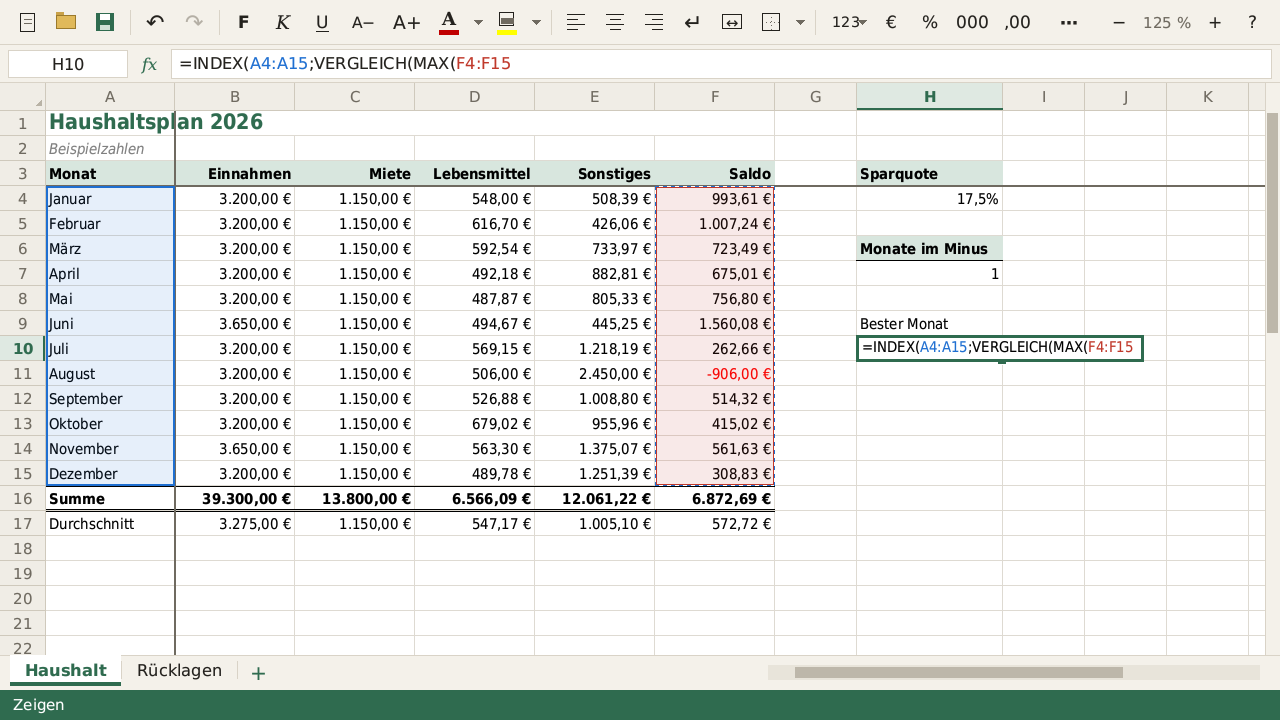 F K U A− A+ A 123 € % 000 ,00 ⋯ − 125 % + ?
H10 fx =INDEX(A4:A15;VERGLEICH(MAX(F4:F15
A B C D E F G H I J K
1 Haushaltsplan 2026
2 Beispielzahlen
3 Monat Einnahmen Miete Lebensmittel Sonstiges Saldo Sparquote
4 Januar 3.200,00 € 1.150,00 € 548,00 € 508,39 € 993,61 € 17,5%
5 Februar 3.200,00 € 1.150,00 € 616,70 € 426,06 € 1.007,24 €
6 März 3.200,00 € 1.150,00 € 592,54 € 733,97 € 723,49 € Monate im Minus
7 April 3.200,00 € 1.150,00 € 492,18 € 882,81 € 675,01 € 1
8 Mai 3.200,00 € 1.150,00 € 487,87 € 805,33 € 756,80 €
9 Juni 3.650,00 € 1.150,00 € 494,67 € 445,25 € 1.560,08 € Bester Monat
10 Juli 3.200,00 € 1.150,00 € 569,15 € 1.218,19 € 262,66 € =INDEX(A4:A15;VERGLEICH(MAX(F4:F15
11 August 3.200,00 € 1.150,00 € 506,00 € 2.450,00 € -906,00 €
12 September 3.200,00 € 1.150,00 € 526,88 € 1.008,80 € 514,32 €
13 Oktober 3.200,00 € 1.150,00 € 679,02 € 955,96 € 415,02 €
14 November 3.650,00 € 1.150,00 € 563,30 € 1.375,07 € 561,63 €
15 Dezember 3.200,00 € 1.150,00 € 489,78 € 1.251,39 € 308,83 €
16 Summe 39.300,00 € 13.800,00 € 6.566,09 € 12.061,22 € 6.872,69 €
17 Durchschnitt 3.275,00 € 1.150,00 € 547,17 € 1.005,10 € 572,72 €
18
19
20
21
22
Haushalt Rücklagen +
Zeigen